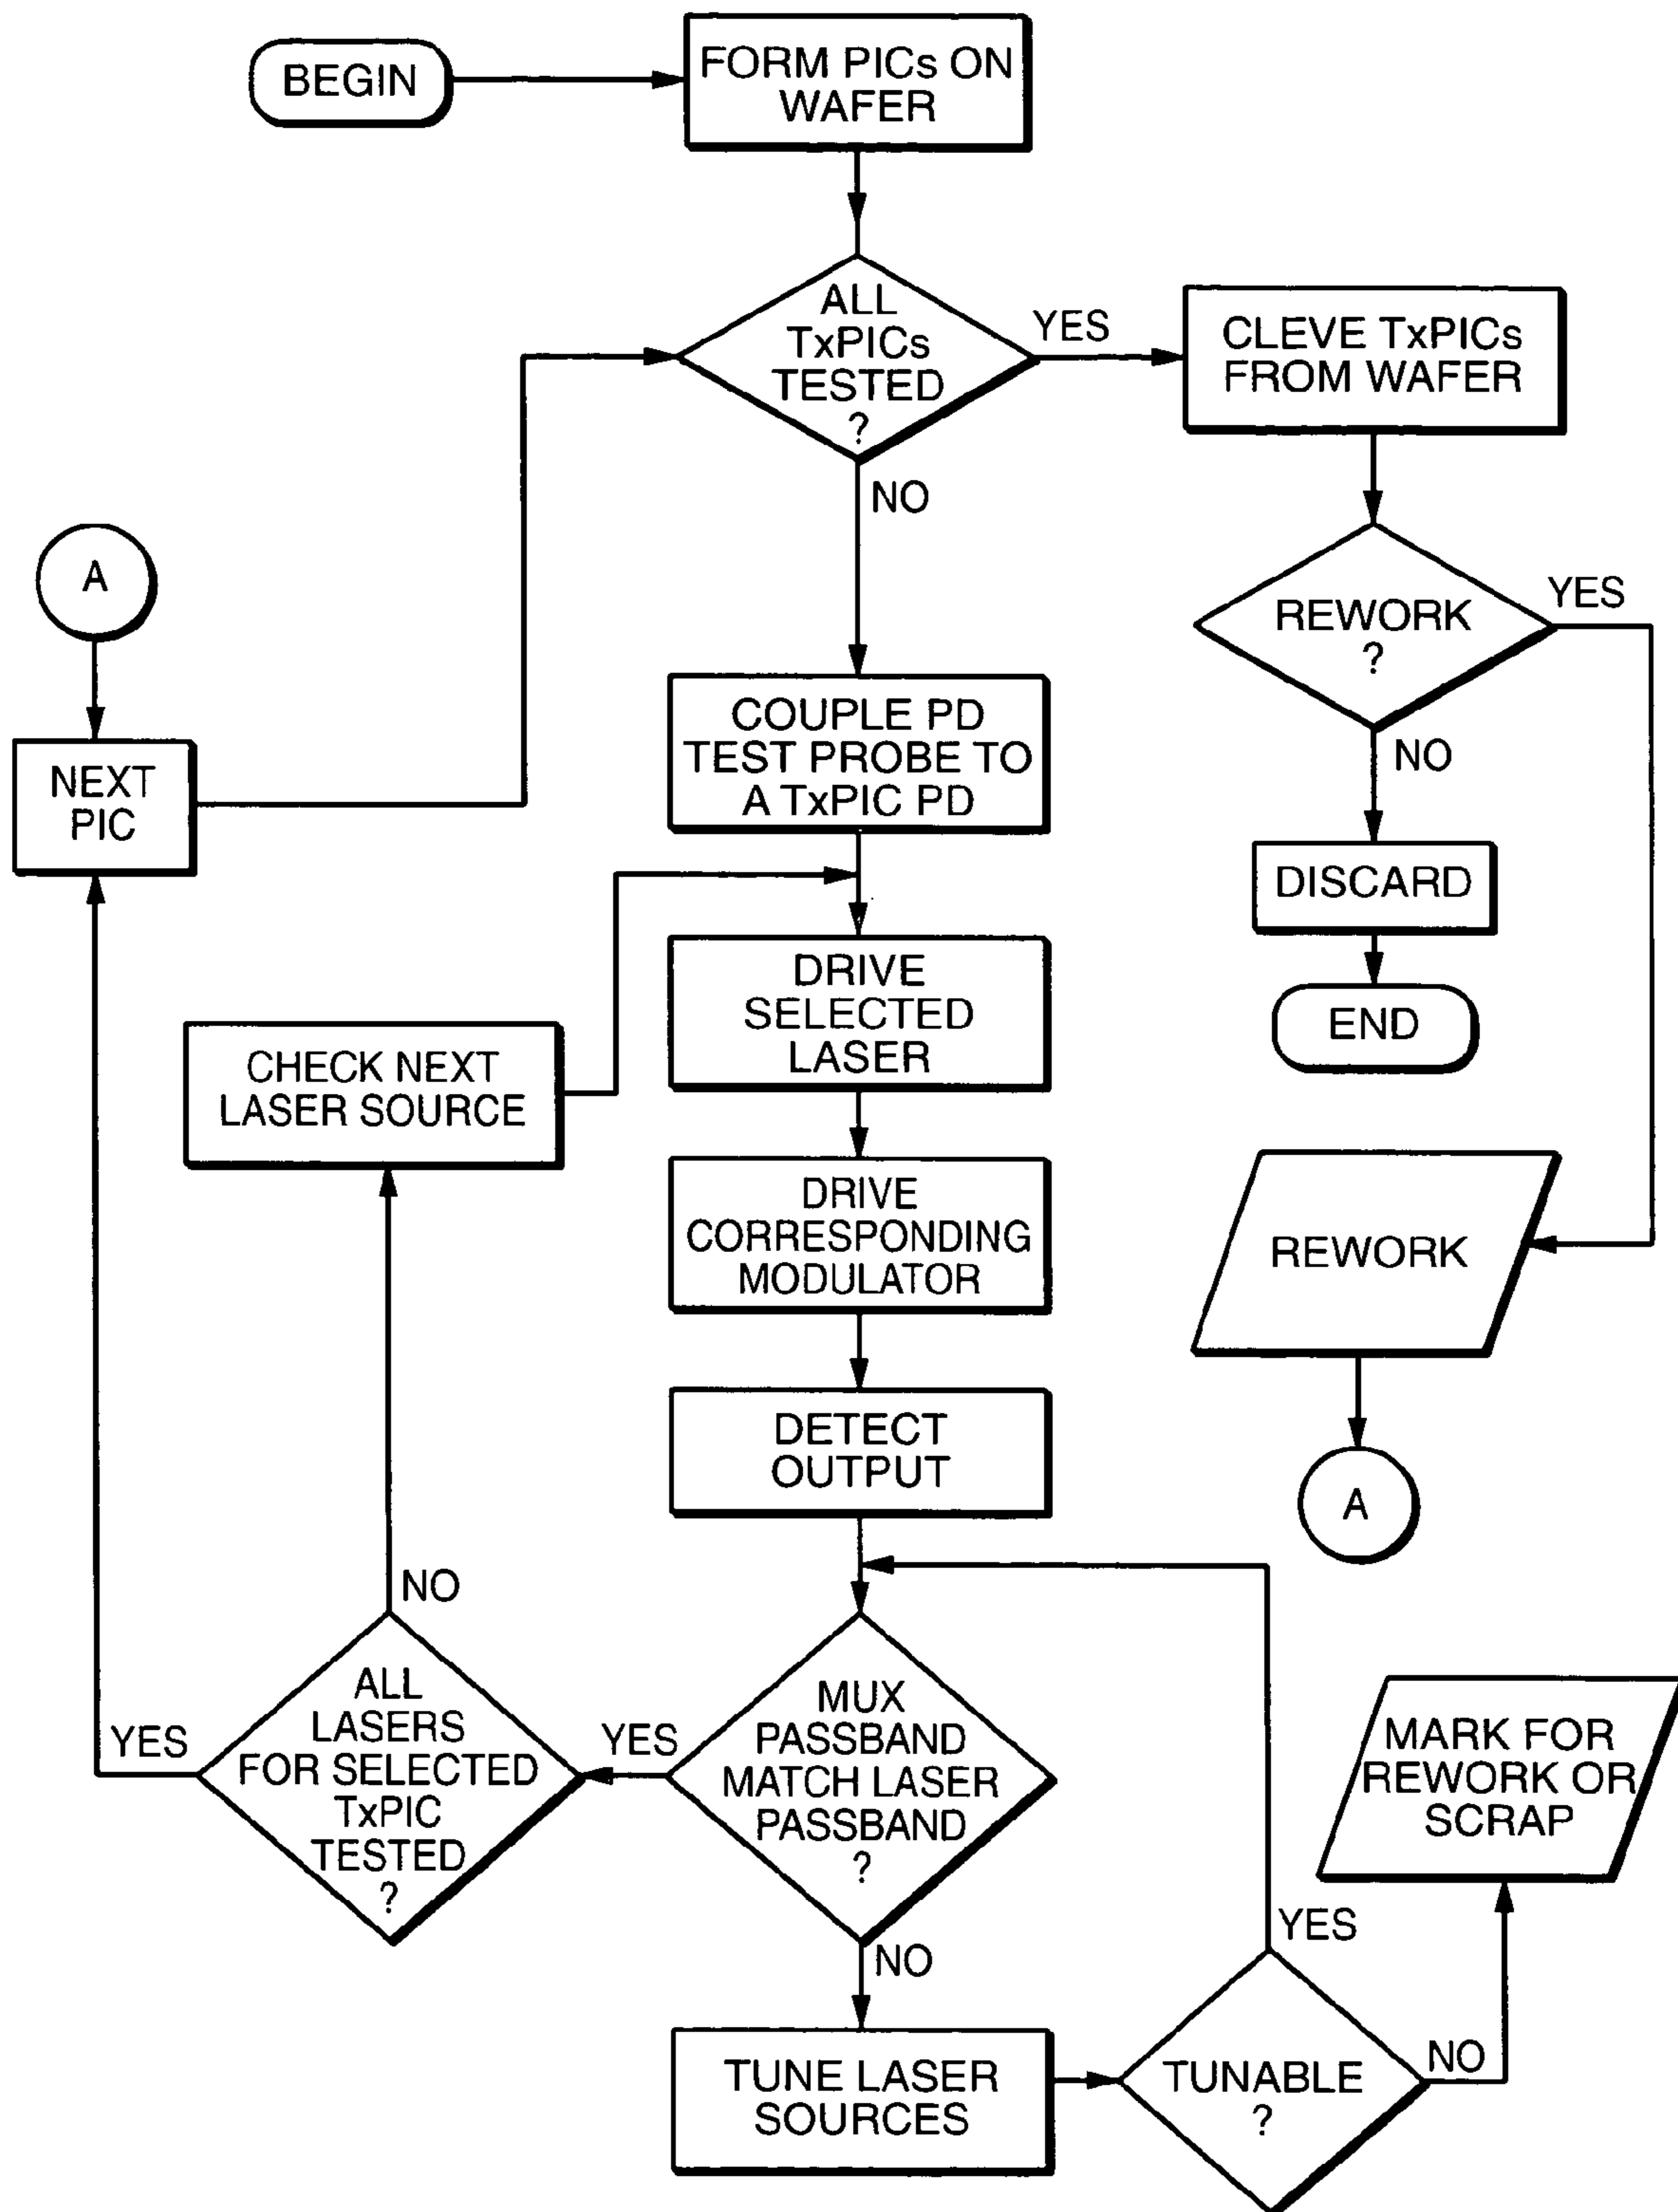 BEGIN
FORM PICs ON
WAFER
ALL
TxPICs
TESTED
?
YES
CLEVE TxPICs
FROM WAFER
NO
A
REWORK
?
YES
NO
NEXT
PIC
COUPLE PD
TEST PROBE TO
A TxPIC PD
DISCARD
END
DRIVE
SELECTED
LASER
CHECK NEXT
LASER SOURCE
DRIVE
CORRESPONDING
MODULATOR
REWORK
DETECT
OUTPUT
A
NO
ALL
LASERS
FOR SELECTED
TxPIC
TESTED
?
YES
YES
MUX
PASSBAND
MATCH LASER
PASSBAND
?
MARK FOR
REWORK OR
SCRAP
NO
YES
TUNE LASER
SOURCES
TUNABLE
?
NO